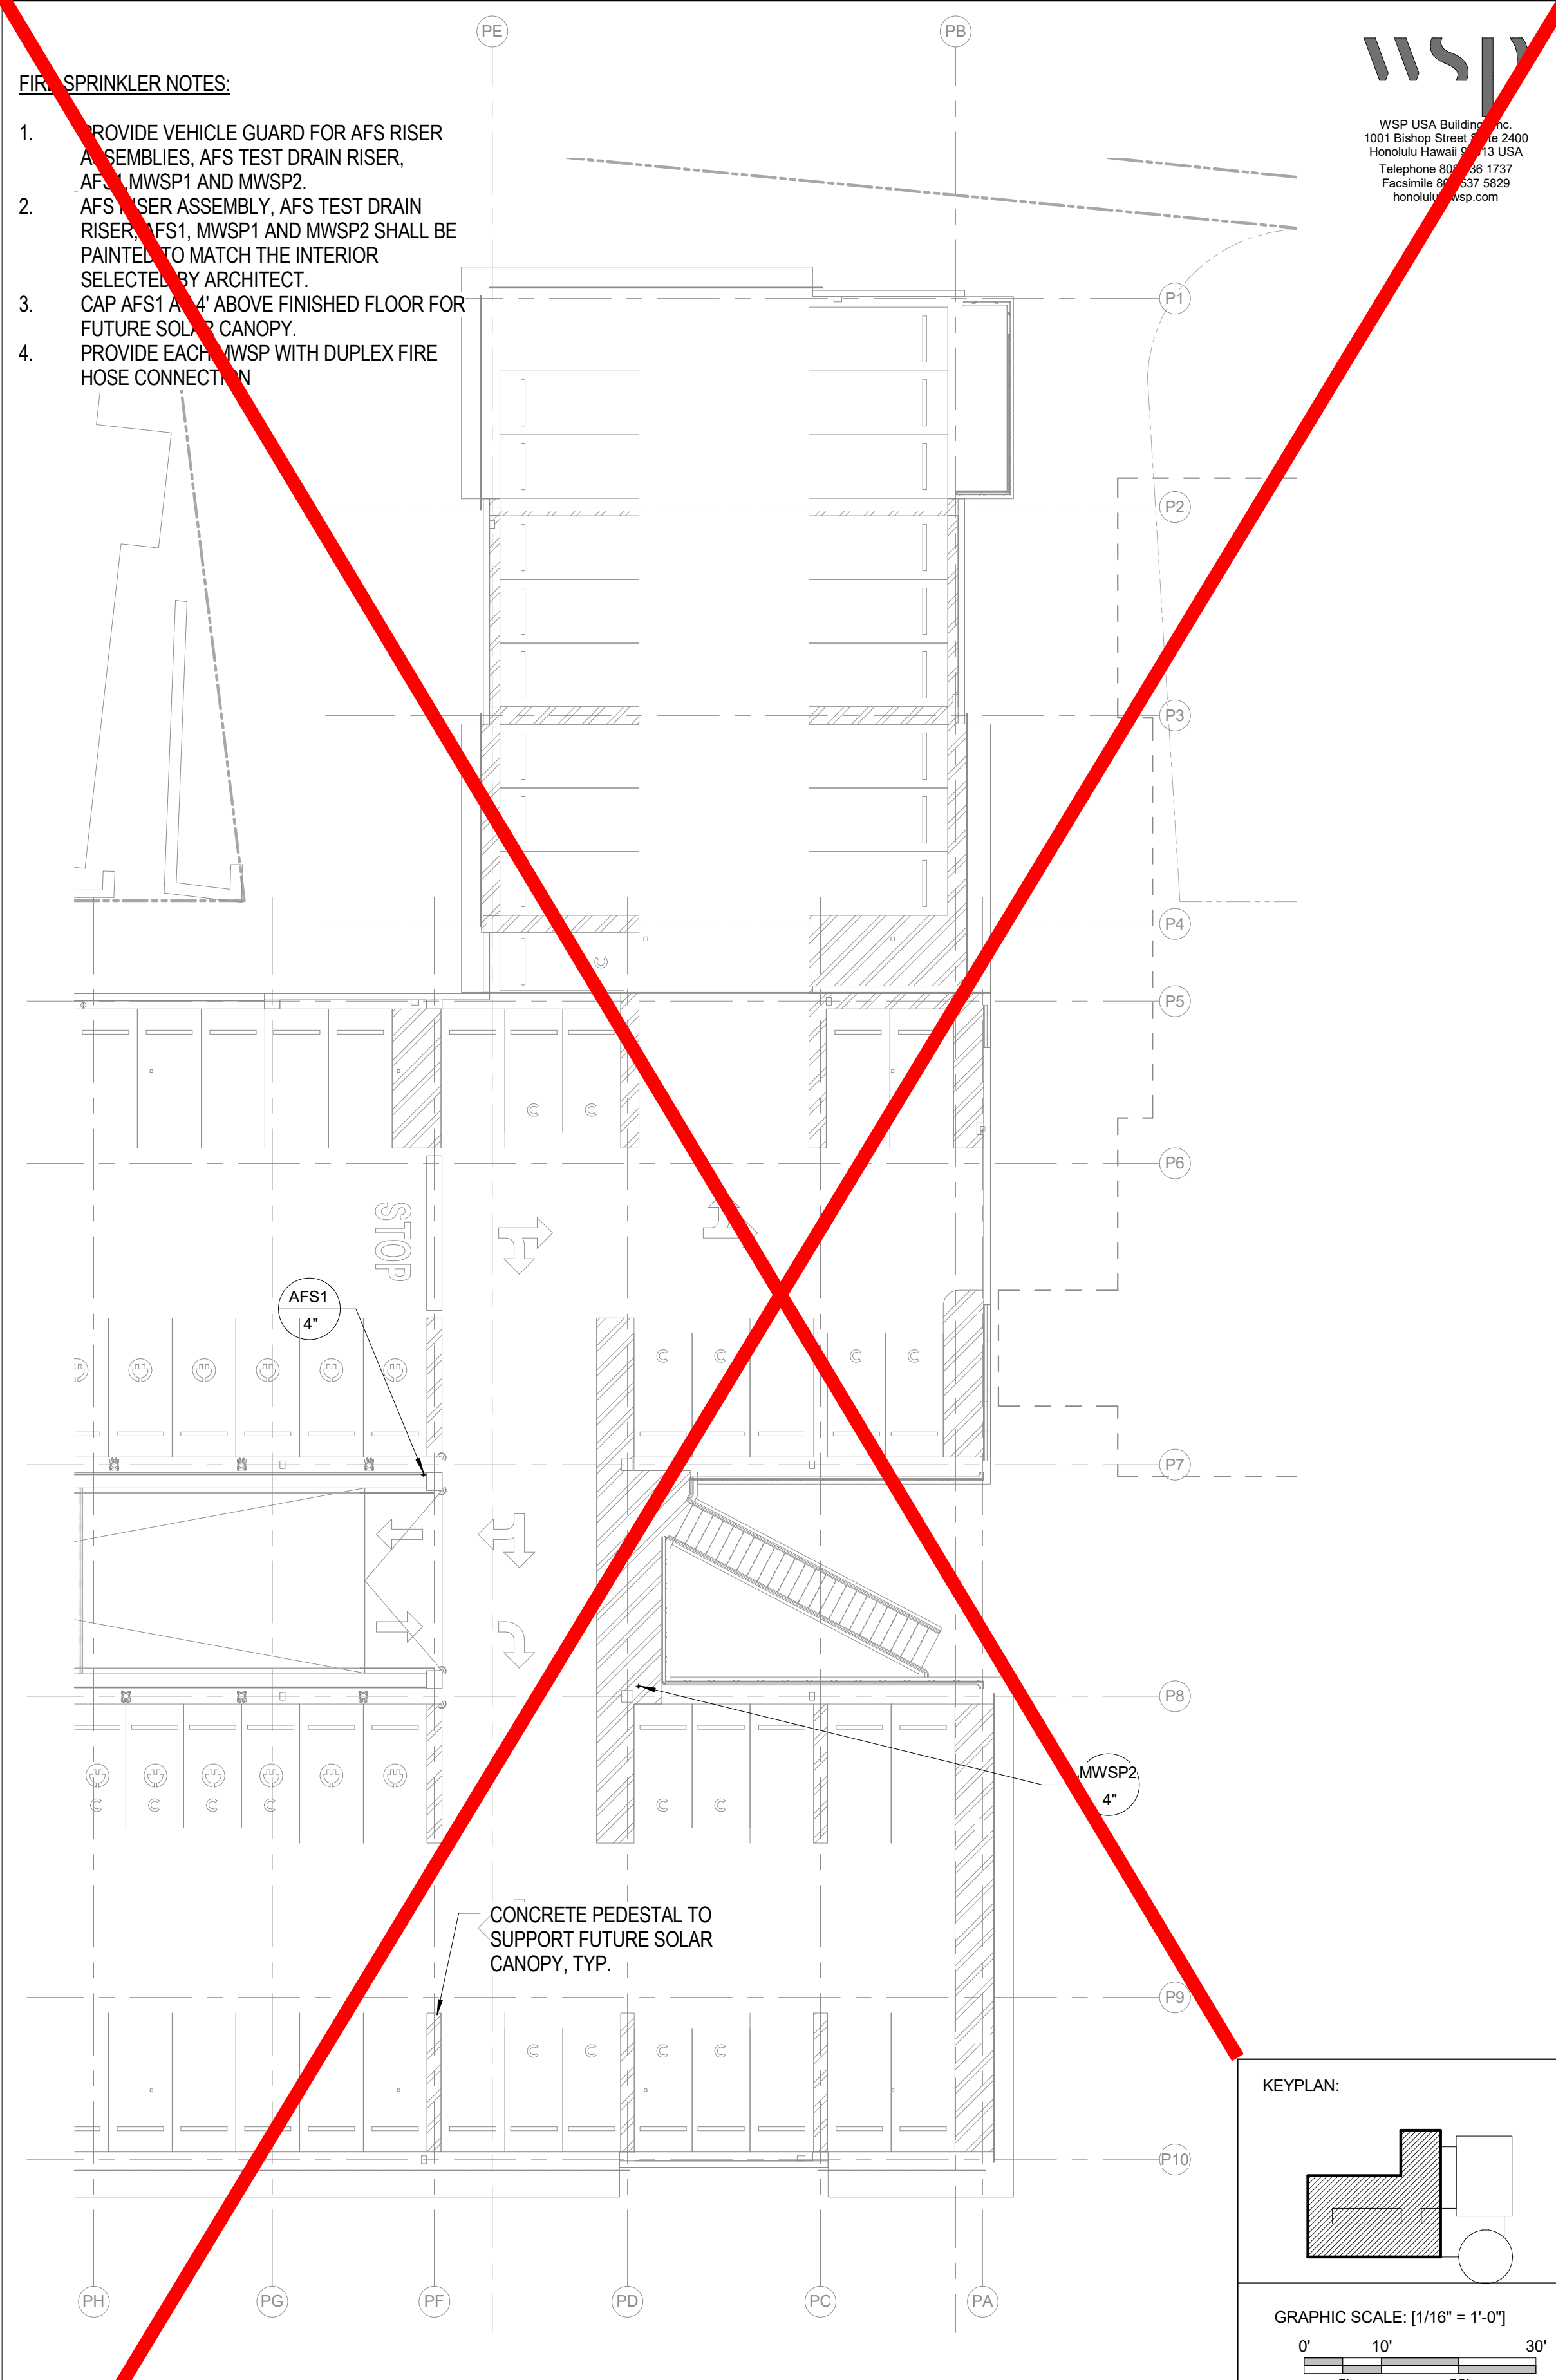 PE
PB
wsp
WSP USA Buildings Inc.
1001 Bishop Street Suite 2400
Honolulu Hawaii 13 USA
Telephone 36 1737
Facsimile 537 5829
honolulu wsp.com
FIRE SPRINKLER NOTES:
1. PROVIDE VEHICLE GUARD FOR AFS RISER
ASSEMBLIES, AFS TEST DRAIN RISER,
AFS1,MWSP1 AND MWSP2.
2. AFS RISER ASSEMBLY, AFS TEST DRAIN
RISER, AFS1, MWSP1 AND MWSP2 SHALL BE
PAINTED TO MATCH THE INTERIOR
SELECTED BY ARCHITECT.
3. CAP AFS1 AT 4' ABOVE FINISHED FLOOR FOR
FUTURE SOLAR CANOPY.
4. PROVIDE EACH MWSP WITH DUPLEX FIRE
HOSE CONNECTION
P1
P2
P3
P4
C
P5
C C
P6
STOP
AFS1
4"
C C C C
P7
P8
MWSP2
4"
C C C C C C
CONCRETE PEDESTAL TO
SUPPORT FUTURE SOLAR
CANOPY, TYP.
P9
C C C C
P10
KEYPLAN:
PH PG PF PD PC PA
GRAPHIC SCALE: [1/16" = 1'-0"]
0' 10' 30'